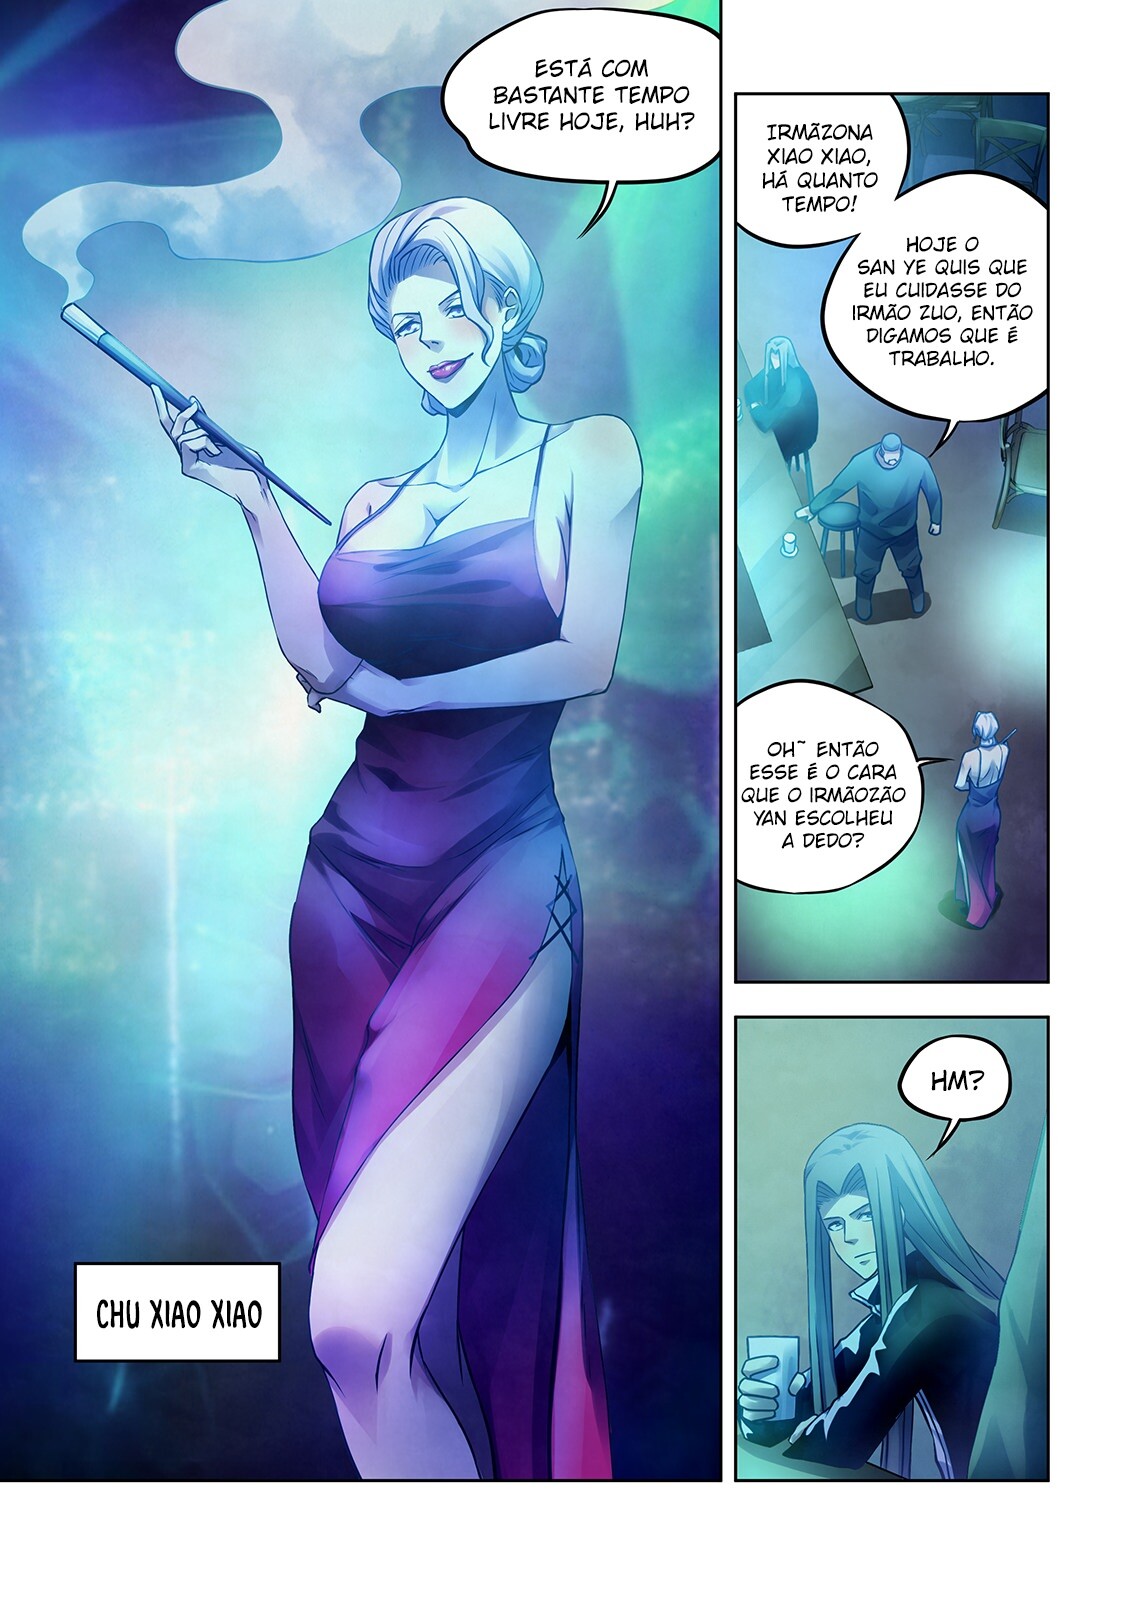 ESTÁ COM
BASTANTE TEMPO
LIVRE HOJE, HUH?
CHU XIAO XIAO
IRMÃZONA
XIAO XIAO,
HÁ QUANTO
TEMPO!
HOJE O
SAN YE QUIS QUE
EU CUIDASSE DO
IRMÃO ZUO, ENTÃO
DIGAMOS QUE É
TRABALHO.
OH~ ENTÃO
ESSE É O CARA
QUE O IRMÃOZÃO
YAN ESCOLHEU
A DEDO?
HM?